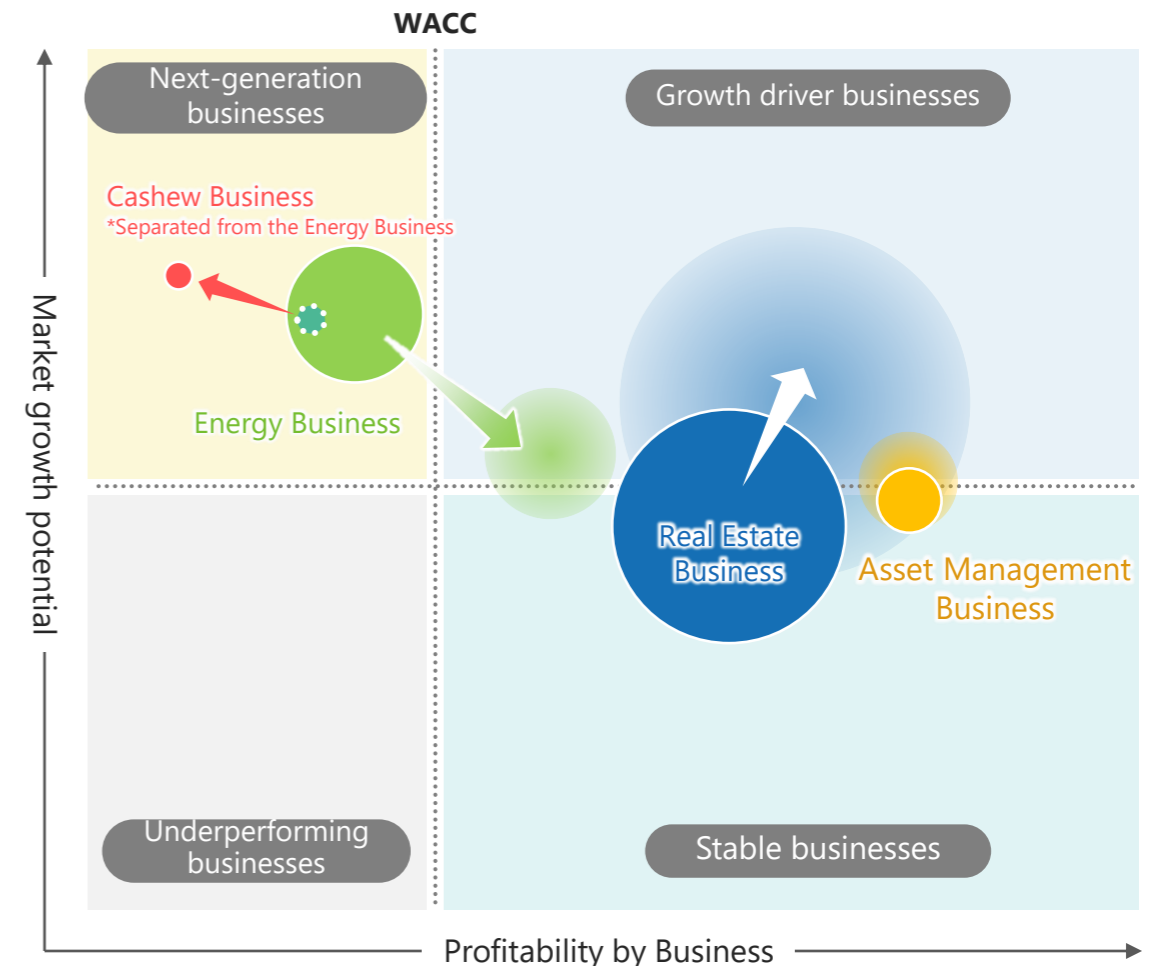 WACC
Next-generation
businesses
Growth driver businesses
Cashew Business
*Separated from the Energy Business
Energy Business
Market growth potential
Real Estate
Business
Asset Management
Business
Underperforming
businesses
Stable businesses
Profitability by Business